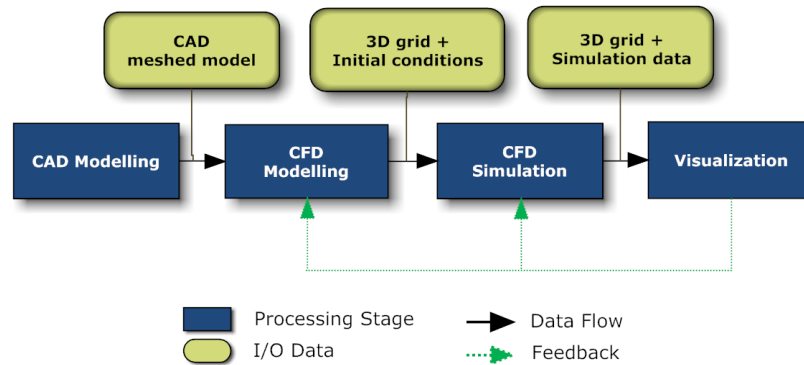 CAD
meshed model
3D grid +
Initial conditions
3D grid +
Simulation data
CAD Modelling
CFD
Modelling
CFD
Simulation
Visualization
Processing Stage
Data Flow
I/O Data
Feedback